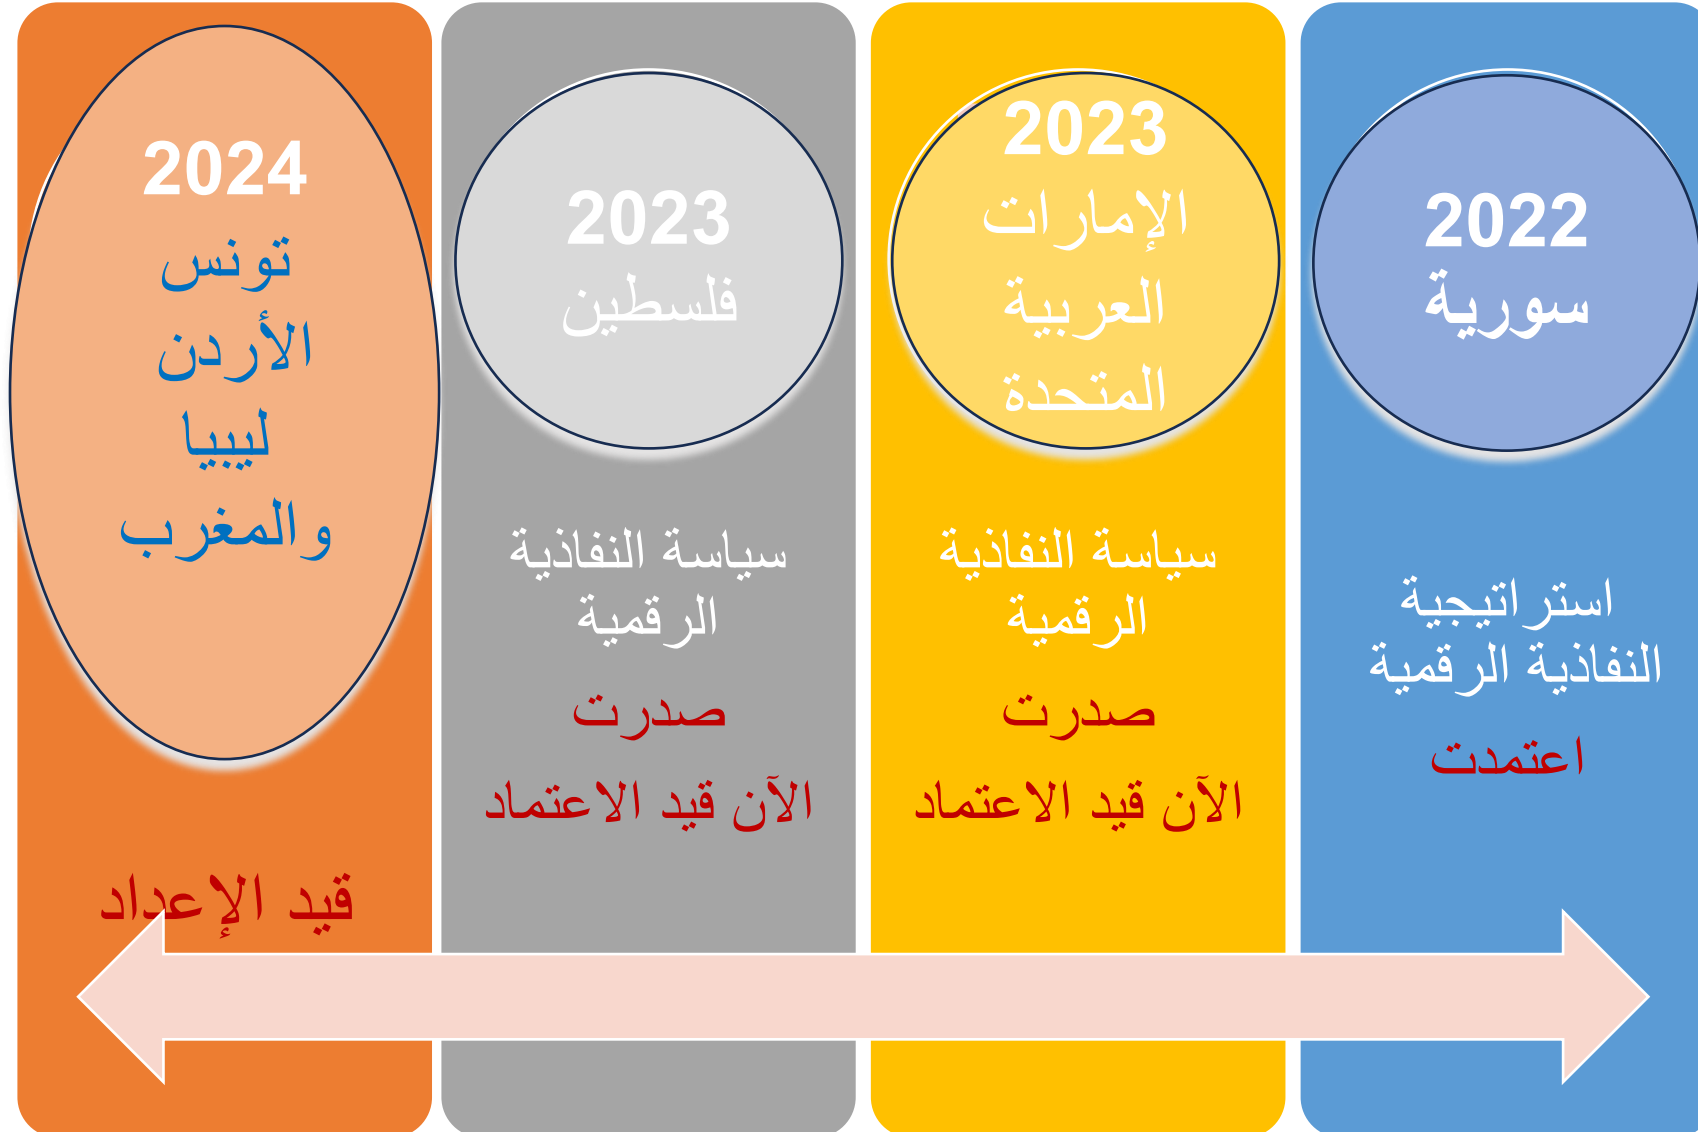 2022
سورية
استراتيجية
النفاذية الرقمية
اعتمدت
2023
الإمارات
العربية
المتحدة
سياسة النفاذية
الرقمية
صدرت
الآن قيد الاعتماد
2023
فلسطين
سياسة النفاذية
الرقمية
صدرت
الآن قيد الاعتماد
2024
تونس
الأردن
ليبيا
والمغرب
قيد الإعداد